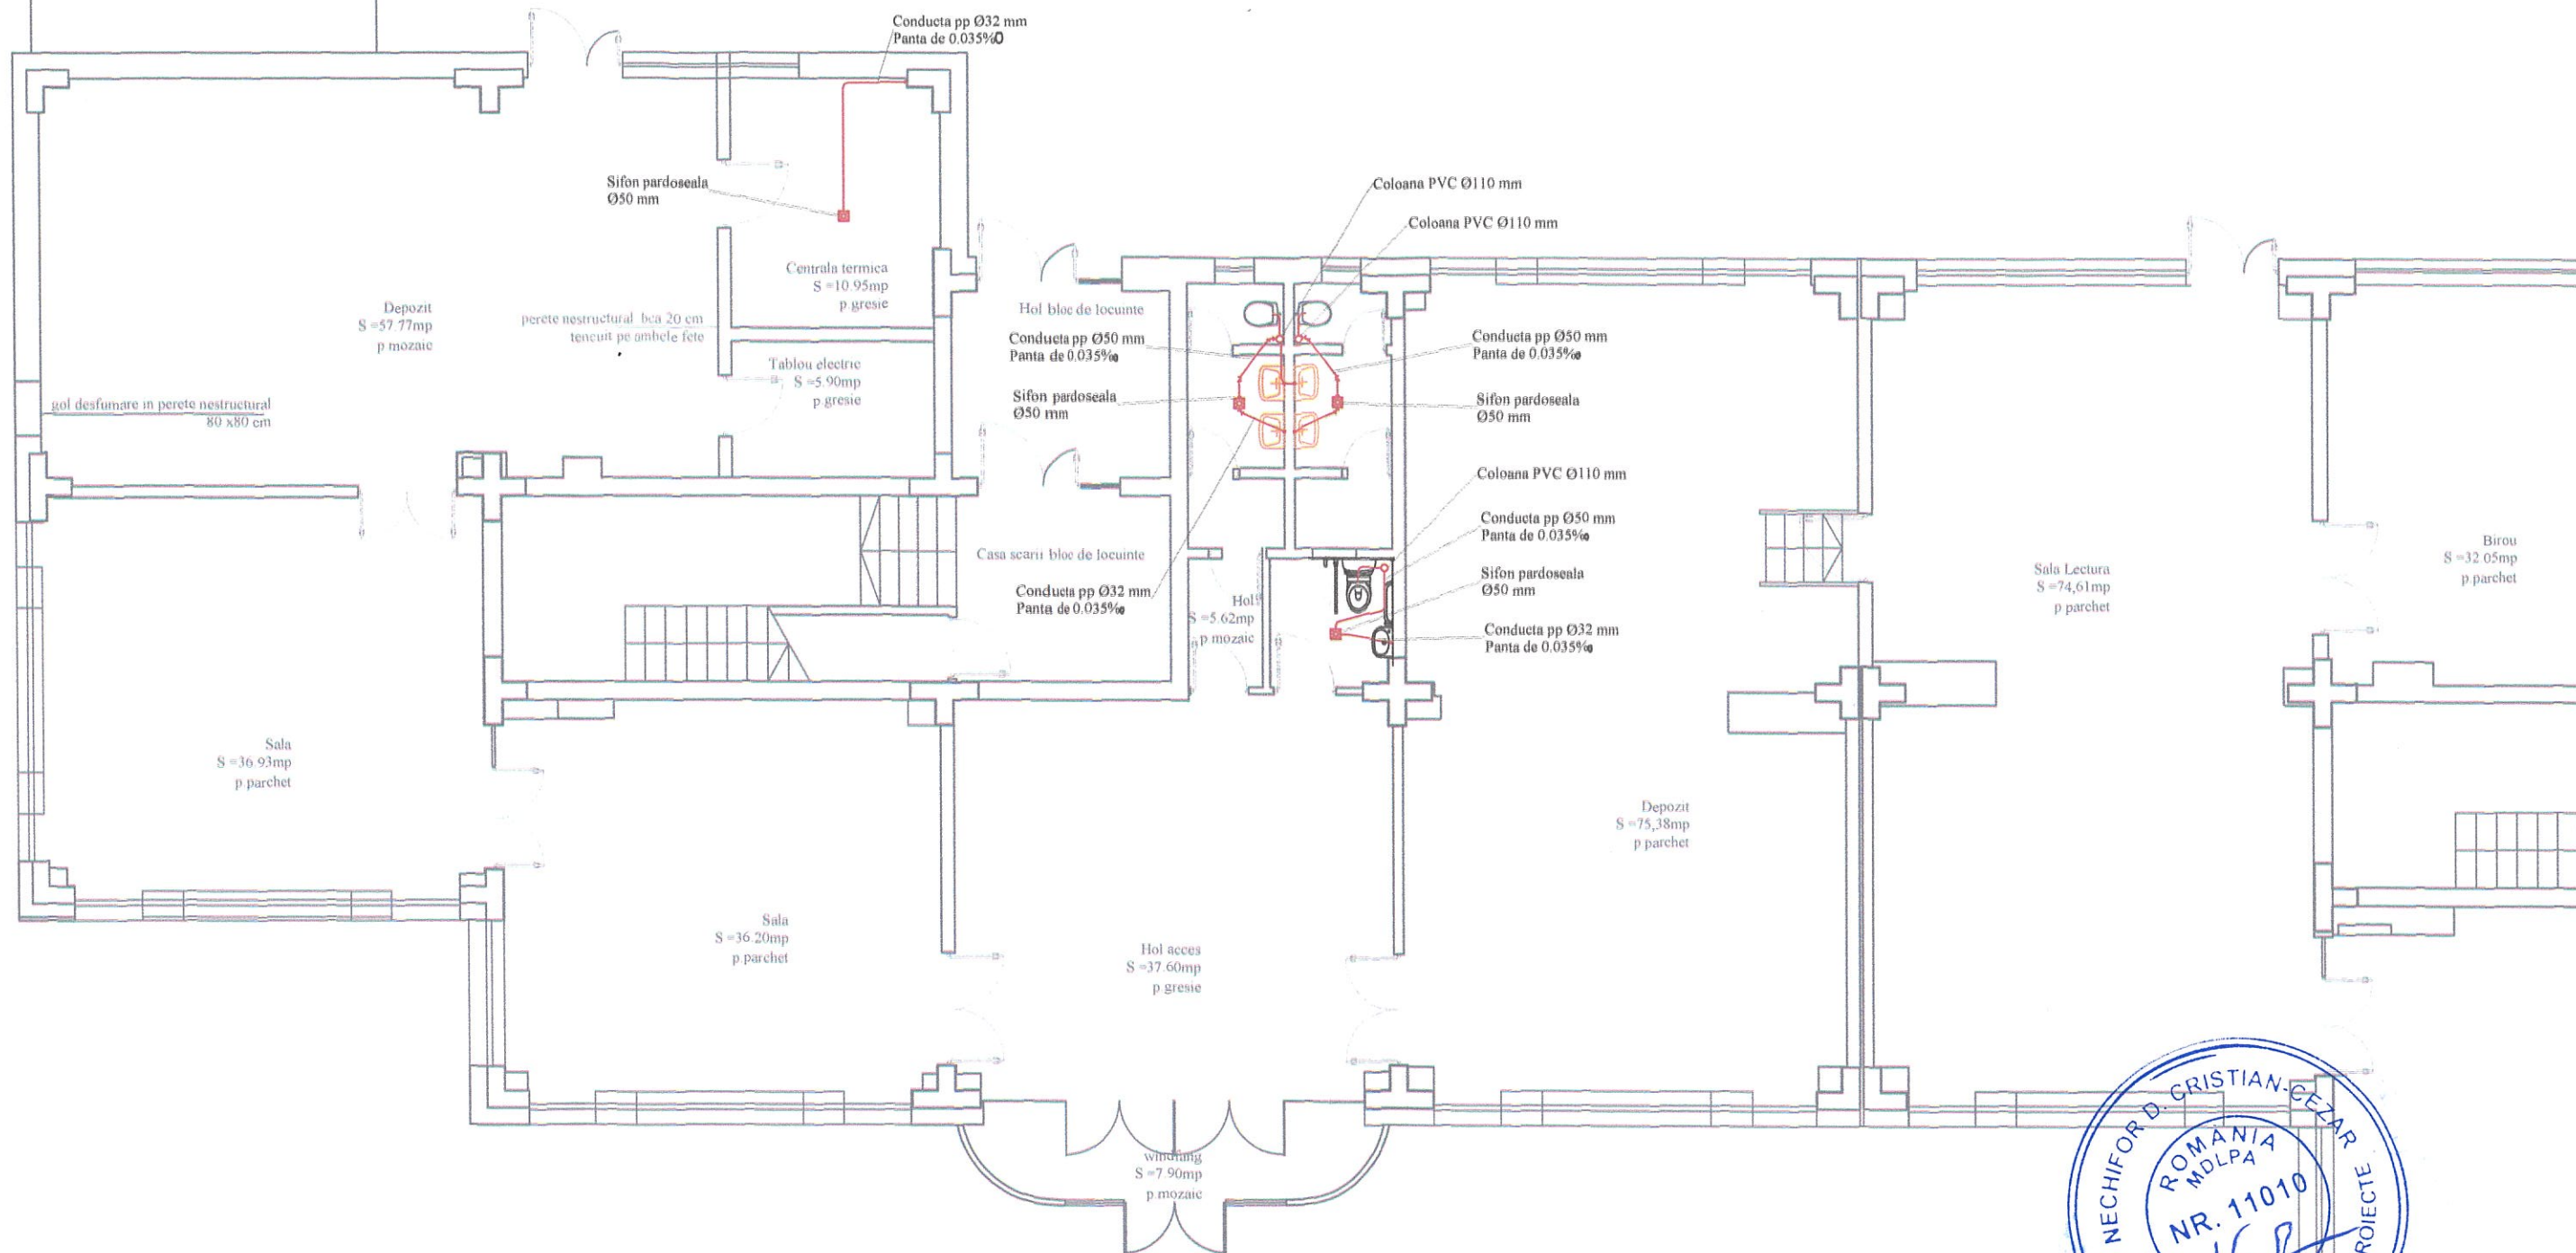 Conducta pp Ø32 mm
Panta de 0.035‰
Sifon pardoseala
Ø50 mm
Coloana PVC Ø110 mm
Coloana PVC Ø110 mm
Centrala termica
S =10.95mp
p gresie
Depozit
S =57.77mp
p mozaic
perete nestructural bca 20 cm
tencuit pe ambele fete
Hol bloc de locuinte
Conducta pp Ø50 mm
Panta de 0.035‰
Conducta pp Ø50 mm
Panta de 0.035‰
Tablou electric
S =5.90mp
p gresie
Sifon pardoseala
Ø50 mm
Sifon pardoseala
Ø50 mm
gol desfumare in perete nestructural
80 x80 cm
Coloana PVC Ø110 mm
Conducta pp Ø50 mm
Panta de 0.035‰
Casa scarii bloc de locuinte
Sifon pardoseala
Ø50 mm
Conducta pp Ø32 mm
Panta de 0.035‰
Hol
S =5.62mp
p mozaic
Conducta pp Ø32 mm
Panta de 0.035‰
Sala Lectura
S =74,61mp
p parchet
Birou
S =32.05mp
p.parchet
Sala
S =36.93mp
p parchet
Depozit
S =75,38mp
p parchet
Sala
S =36.20mp
p.parchet
Hol acces
S =37.60mp
p gresie
windfang
S =7.90mp
p mozaic
NECHIFOR D. CRISTIAN-CEZAR
ROMANIA
MDLPA
NR. 11010